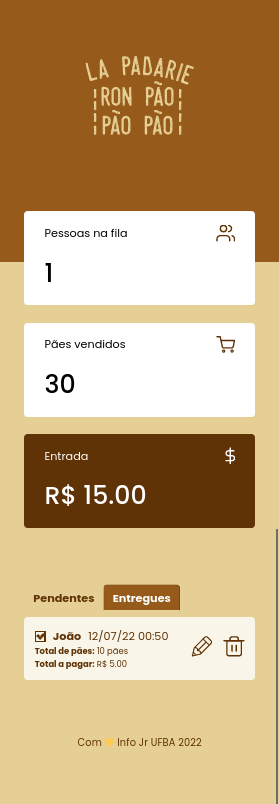 LA PADARIE
RON PÃO
PÃO PÃO
Pessoas na fila
1
Pães vendidos
30
Entrada
R$ 15.00
Pendentes Entregues
João 12/07/22 00:50
Total de pães: 10 pães
Total a pagar: R$ 5.00
Com 💛 Info Jr UFBA 2022